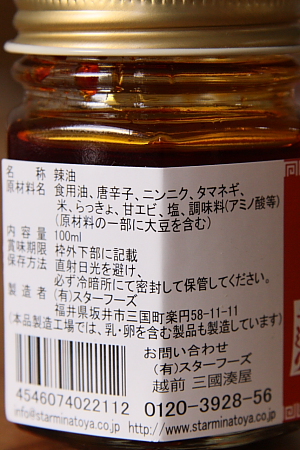 名　　称 辣油
原材料名 食用油、唐辛子、ニンニク、タマネギ、
米、らっきょ、甘エビ、塩、調味料(アミノ酸等)
(原材料の一部に大豆を含む)
内 容 量 100ml
賞味期限 枠外下部に記載
保存方法 直射日光を避け、
必ず冷暗所にて密封して保管してください。
製 造 者 (有)スターフーズ
福井県坂井市三国町楽円58-11-11
(本品製造工場では、乳・卵を含む製品も製造しています)
お問い合わせ
(有)スターフーズ
越前 三國湊屋
4546074022112 0120-3928-56
http://www.starminatoya.com